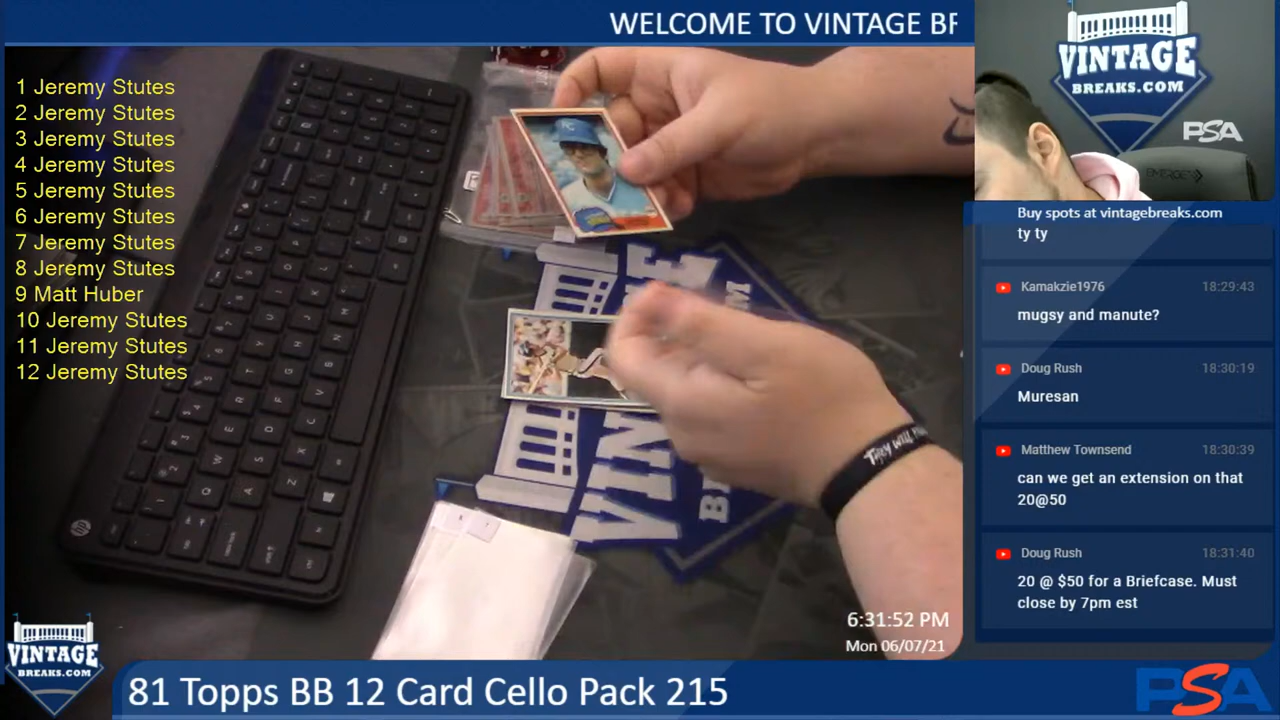 WELCOME TO VINTAGE BF
1 Jeremy Stutes
2 Jeremy Stutes
3 Jeremy Stutes
4 Jeremy Stutes
5 Jeremy Stutes
6 Jeremy Stutes
7 Jeremy Stutes
8 Jeremy Stutes
9 Matt Huber
10 Jeremy Stutes
11 Jeremy Stutes
12 Jeremy Stutes
VINTAGE
BREAKS.COM
PSA
Buy spots at vintagebreaks.com
ty ty
Kamakzie1976 18:29:43
mugsy and manute?
Doug Rush 18:30:19
Muresan
Matthew Townsend 18:30:39
can we get an extension on that
20@50
Doug Rush 18:31:40
20 @ $50 for a Briefcase. Must
close by 7pm est
KC
THEY WILL
VIN
6:31:52 PM
Mon 06/07/21
VINTAGE
BREAKS.COM
81 Topps BB 12 Card Cello Pack 215
PSA